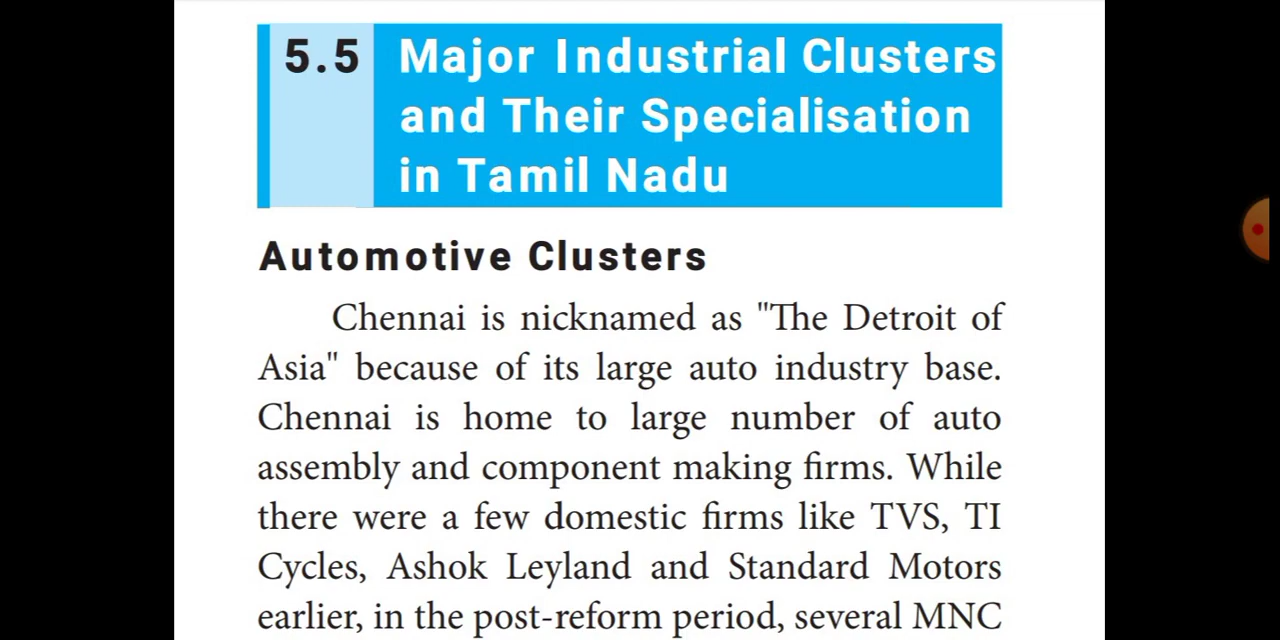 5.5 Major Industrial Clusters
and Their Specialisation
in Tamil Nadu
Automotive Clusters
Chennai is nicknamed as "The Detroit of
Asia" because of its large auto industry base.
Chennai is home to large number of auto
assembly and component making firms. While
there were a few domestic firms like TVS, TI
Cycles, Ashok Leyland and Standard Motors
earlier, in the post-reform period, several MNC